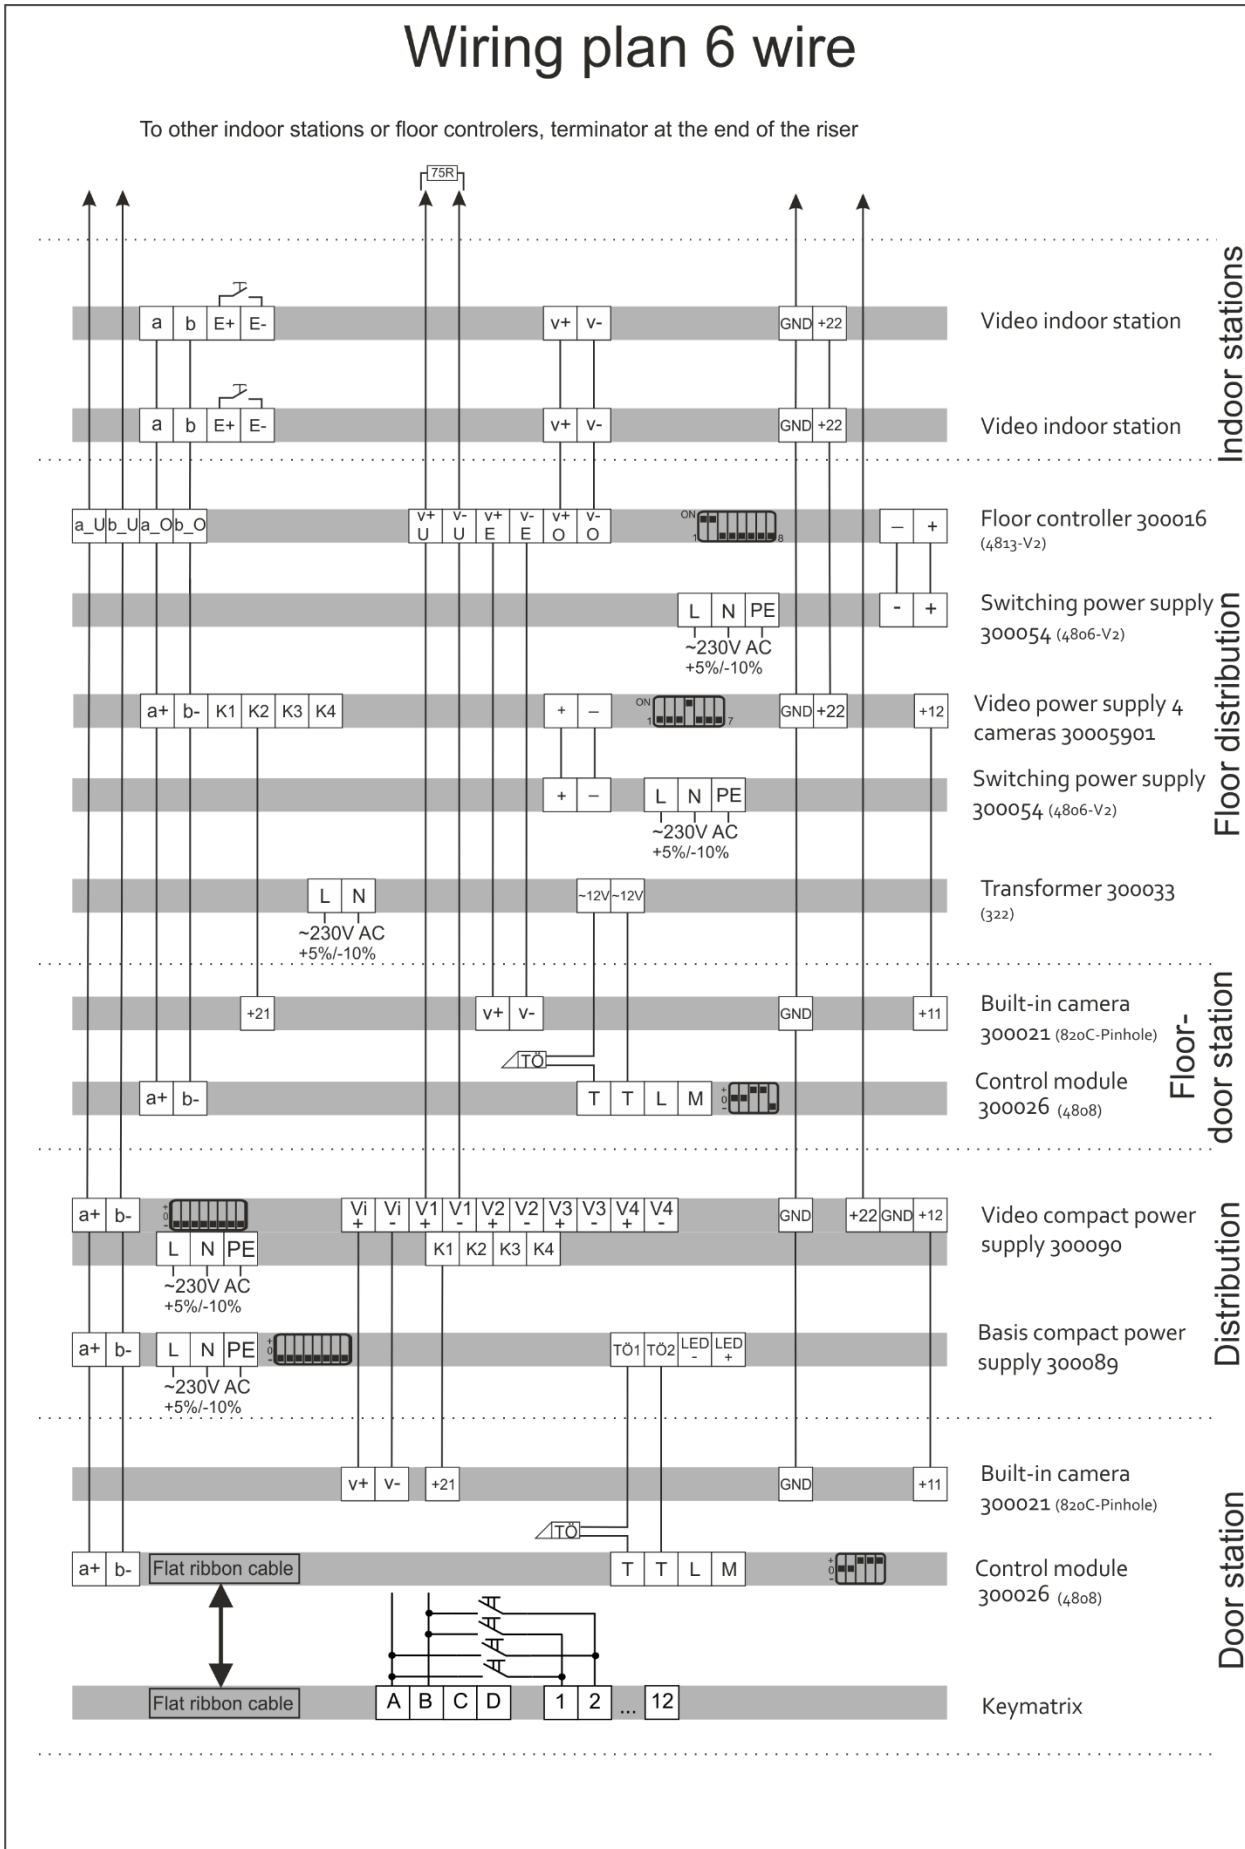 Wiring plan 6 wire
To other indoor stations or floor controlers, terminator at the end of the riser
75R
a b E+ E- v+ v- GND +22 Video indoor station
a b E+ E- v+ v- GND +22 Video indoor station
Indoor stations
a_U b_U a_O b_O v+ U v- U v+ E v- E v+ O v- O ON 1 8 – + Floor controller 300016
(4813-V2)
L N PE - + Switching power supply
300054 (4806-V2)
~230V AC
+5%/-10%
a+ b- K1 K2 K3 K4 + – ON 1 7 GND +22 +12 Video power supply 4
cameras 30005901
+ – L N PE Switching power supply
300054 (4806-V2)
~230V AC
+5%/-10%
L N ~12V ~12V Transformer 300033
(322)
~230V AC
+5%/-10%
Floor distribution
+21 v+ v- GND +11 Built-in camera
300021 (820C-Pinhole)
TÖ
a+ b- T T L M + 0 - Control module
300026 (4808)
Floor-
door station
a+ b- + 0 - Vi + Vi - V1 + V1 - V2 + V2 - V3 + V3 - V4 + V4 - GND +22 GND +12 Video compact power
supply 300090
L N PE K1 K2 K3 K4
~230V AC
+5%/-10%
a+ b- L N PE + 0 - TÖ1 TÖ2 LED - LED + Basis compact power
supply 300089
~230V AC
+5%/-10%
Distribution
v+ v- +21 GND +11 Built-in camera
300021 (820C-Pinhole)
TÖ
a+ b- Flat ribbon cable T T L M + 0 - Control module
300026 (4808)
Flat ribbon cable A B C D 1 2 ... 12 Keymatrix
Door station